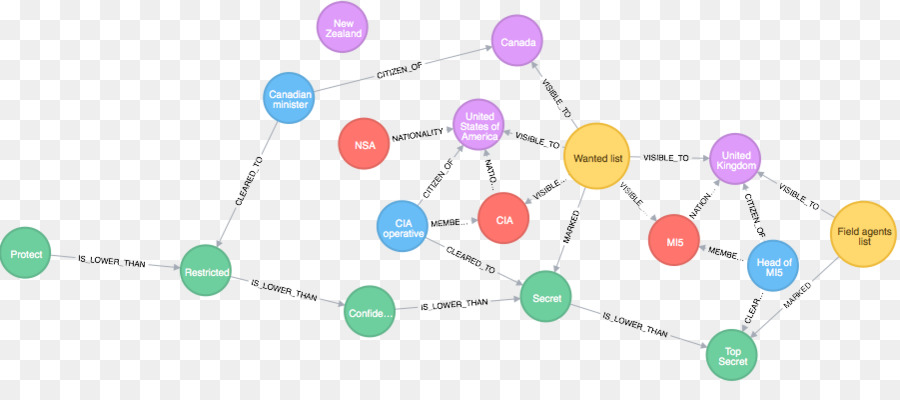 New
Zealand
Canada
CITIZEN_OF
Canadian
minister
VISIBLE_TO
United
States of
America
NSA
NATIONALITY
VISIBLE_TO
Wanted list
VISIBLE_TO
United
Kingdom
CLEARED_TO
CITIZEN_OF
NATIO...
VISIBLE...
VISIBLE...
NATION...
CITIZEN_OF
VISIBLE_TO
CIA
operative
MEMBE...
CIA
MARKED
MI5
MEMBE...
Head of
MI5
Field agents
list
Protect
IS_LOWER_THAN
Restricted
CLEARED_TO
IS_LOWER_THAN
Confide...
IS_LOWER_THAN
Secret
IS_LOWER_THAN
CLEAR...
MARKED
Top
Secret